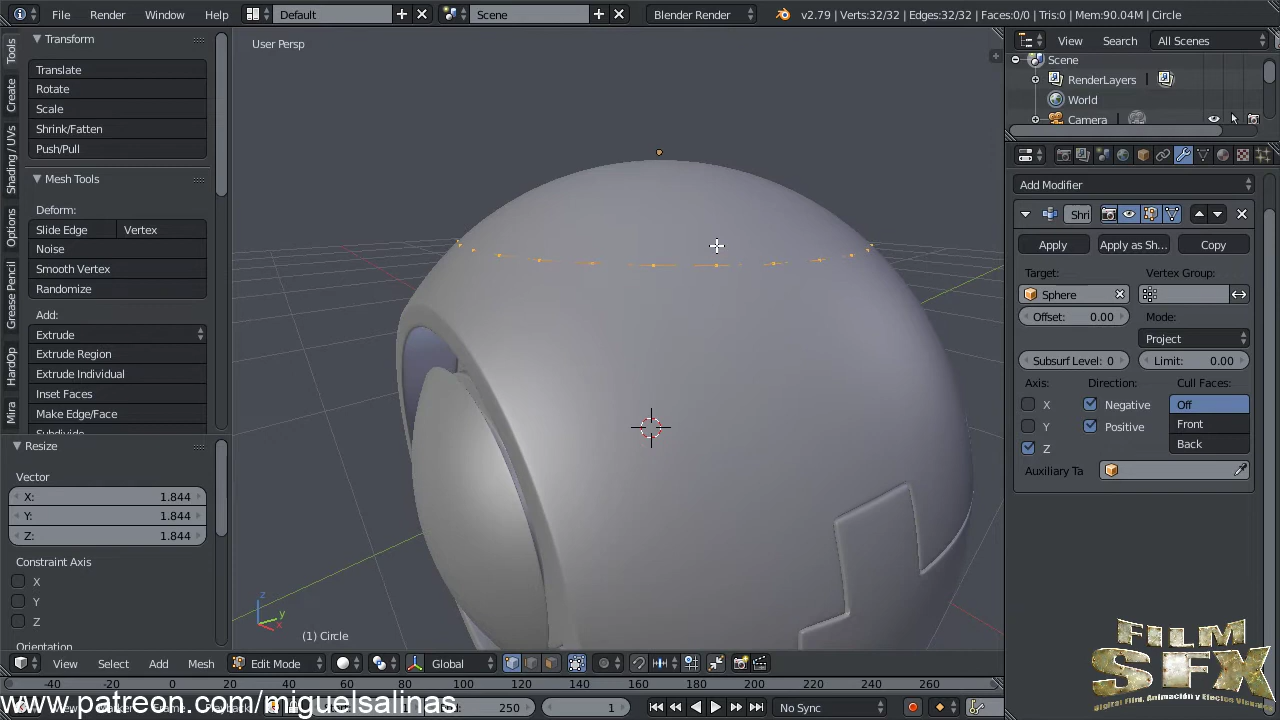 File Render Window Help Default Scene Blender Render v2.79 | Verts:32/32 | Edges:32/32 | Faces:0/0 | Tris:0 | Mem:90.04M | Circle
Tools
Create
Shading / UVs
Options
Grease Pencil
HardOp
Mira
Transform
Translate
Rotate
Scale
Shrink/Fatten
Push/Pull
Mesh Tools
Deform:
Slide Edge Vertex
Noise
Smooth Vertex
Randomize
Add:
Extrude
Extrude Region
Extrude Individual
Inset Faces
Make Edge/Face
Subdivide
Resize
Vector
X: 1.844
Y: 1.844
Z: 1.844
Constraint Axis
X
Y
Z
Orientation
User Persp
z
y
x
(1) Circle
View Search All Scenes
Scene
RenderLayers
World
Camera
Add Modifier
Shri
Apply Apply as Sh... Copy
Target: Vertex Group:
Sphere
Offset: 0.00 Mode:
Project
Subsurf Level: 0 Limit: 0.00
Axis: Direction: Cull Faces:
X Negative Off
Y Positive Front
Z Back
Auxiliary Ta
View Select Add Mesh Edit Mode Global
-40 -20 0 20 40 60 80 100 120 140 160 180 200 220 240 260
250 1 No Sync
www.patreon.com/miguelsalinas
FILM
SFX
Digital Film, Animación y Efectos Visuales